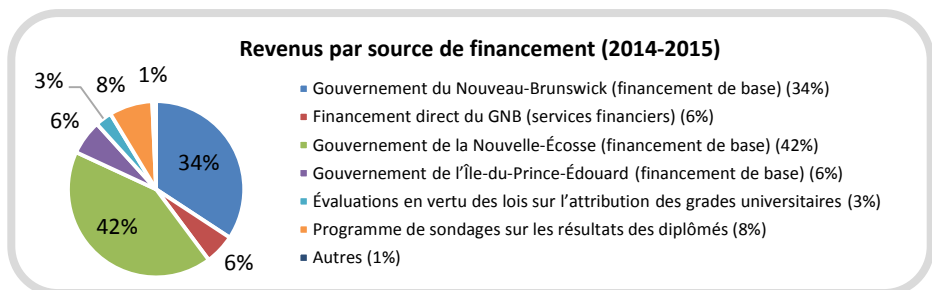 Revenus par source de financement (2014-2015)
1%
8%
3%
6%
34%
42%
6%
Gouvernement du Nouveau-Brunswick (financement de base) (34%)
Financement direct du GNB (services financiers) (6%)
Gouvernement de la Nouvelle-Écosse (financement de base) (42%)
Gouvernement de l’Île-du-Prince-Édouard (financement de base) (6%)
Évaluations en vertu des lois sur l’attribution des grades universitaires (3%)
Programme de sondages sur les résultats des diplômés (8%)
Autres (1%)